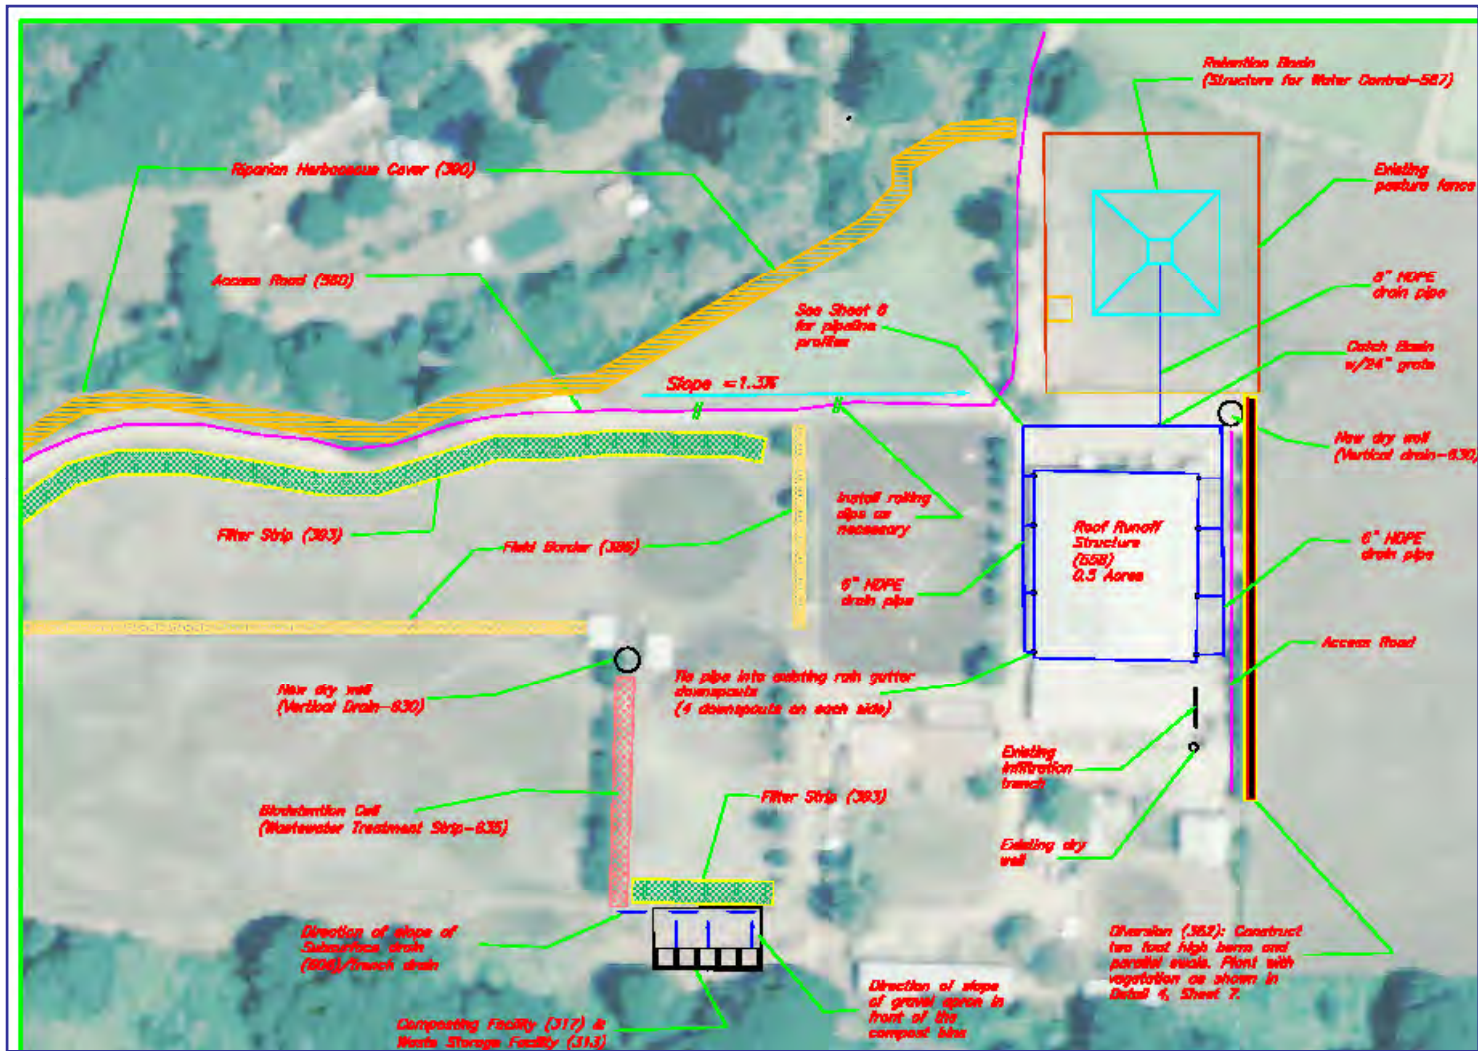 Retention Basin
(Structure for Water Control-587)
Riparian Herbaceous Cover (390)
Existing
pasture fence
Access Road (560)
8" HDPE
drain pipe
See Sheet 6
for pipeline
profiles
Catch Basin
w/24" grate
Slope =1.3%
New dry well
(Vertical drain-630)
Install rolling
dips as
necessary
Filter Strip (393)
Field Border (386)
Roof Runoff
Structure
(558)
0.5 Acres
6" HDPE
drain pipe
6" HDPE
drain pipe
Access Road
Tie pipe into existing rain gutter
downspouts
(4 downspouts on each side)
New dry well
(Vertical Drain-630)
Existing
infiltration
trench
Filter Strip (393)
Biodetention Cell
(Wastewater Treatment Strip-635)
Existing dry
well
Direction of slope of
Subsurface drain
(606)/Trench drain
Diversion (362): Construct
two foot high berm and
parallel swale. Plant with
vegetation as shown in
Detail 4, Sheet 7.
Direction of slope
of gravel apron in
front of the
compost bins
Composting Facility (317) &
Waste Storage Facility (313)